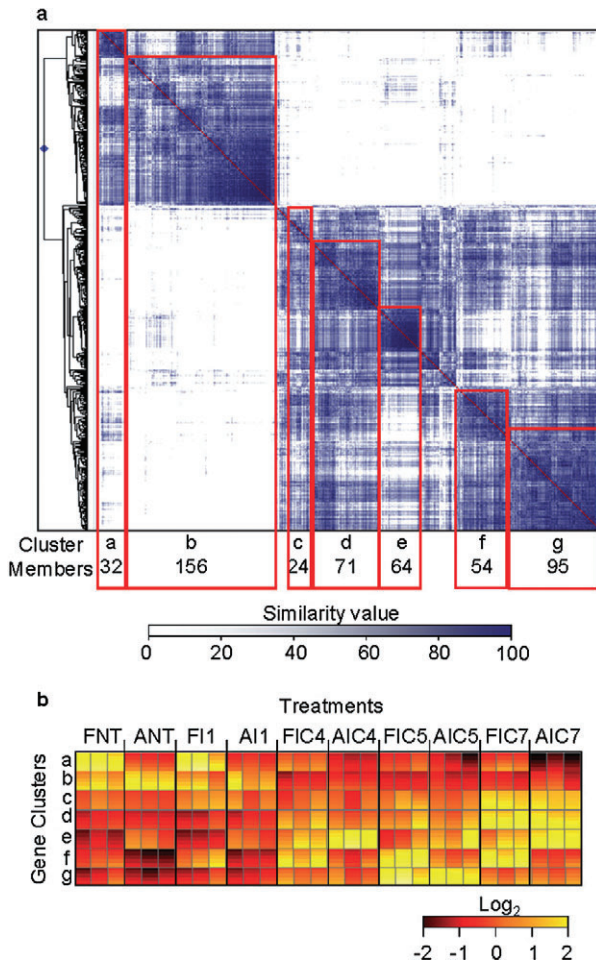 a
Cluster a b c d e f g
Members 32 156 24 71 64 54 95
Similarity value
0 20 40 60 80 100
b
Treatments
FNT ANT FI1 AI1 FIC4 AIC4 FIC5 AIC5 FIC7 AIC7
Gene Clusters
a
b
c
d
e
f
g
Log2
-2 -1 0 1 2